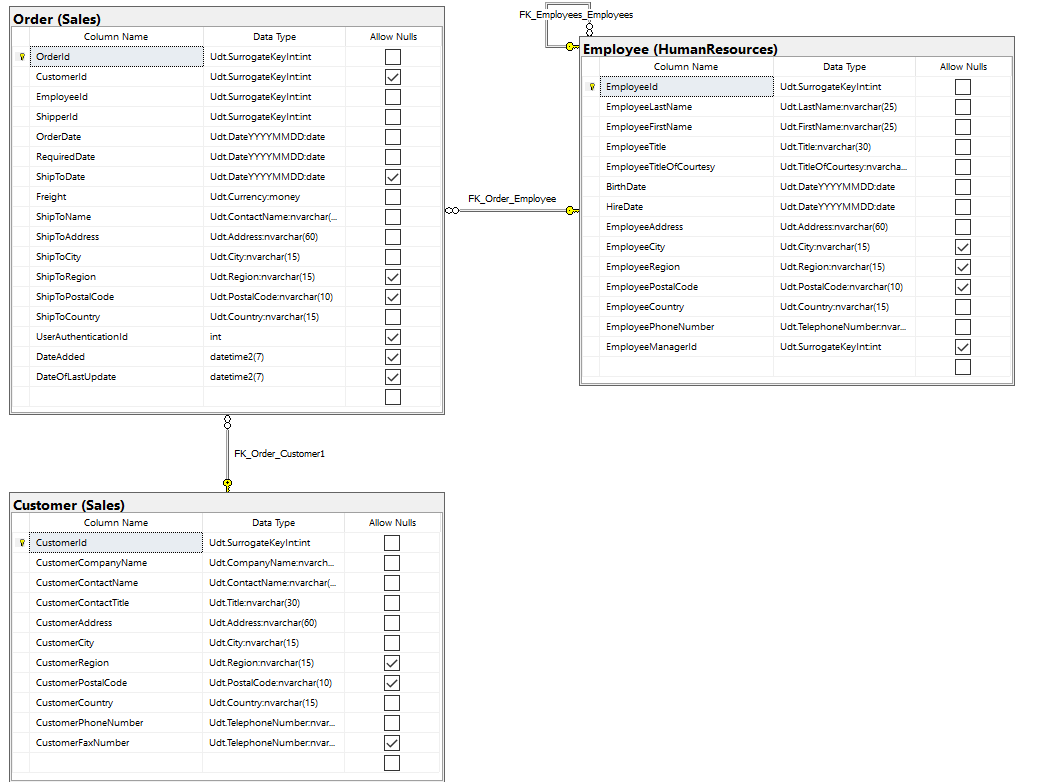 Order (Sales)
Column Name Data Type Allow Nulls
OrderId Udt.SurrogateKeyInt:int
CustomerId Udt.SurrogateKeyInt:int
EmployeeId Udt.SurrogateKeyInt:int
ShipperId Udt.SurrogateKeyInt:int
OrderDate Udt.DateYYYYMMDD:date
RequiredDate Udt.DateYYYYMMDD:date
ShipToDate Udt.DateYYYYMMDD:date
Freight Udt.Currency:money
ShipToName Udt.ContactName:nvarchar(...
ShipToAddress Udt.Address:nvarchar(60)
ShipToCity Udt.City:nvarchar(15)
ShipToRegion Udt.Region:nvarchar(15)
ShipToPostalCode Udt.PostalCode:nvarchar(10)
ShipToCountry Udt.Country:nvarchar(15)
UserAuthenticationId int
DateAdded datetime2(7)
DateOfLastUpdate datetime2(7)
FK_Employees_Employees
Employee (HumanResources)
Column Name Data Type Allow Nulls
EmployeeId Udt.SurrogateKeyInt:int
EmployeeLastName Udt.LastName:nvarchar(25)
EmployeeFirstName Udt.FirstName:nvarchar(25)
EmployeeTitle Udt.Title:nvarchar(30)
EmployeeTitleOfCourtesy Udt.TitleOfCourtesy:nvarcha...
BirthDate Udt.DateYYYYMMDD:date
HireDate Udt.DateYYYYMMDD:date
EmployeeAddress Udt.Address:nvarchar(60)
EmployeeCity Udt.City:nvarchar(15)
EmployeeRegion Udt.Region:nvarchar(15)
EmployeePostalCode Udt.PostalCode:nvarchar(10)
EmployeeCountry Udt.Country:nvarchar(15)
EmployeePhoneNumber Udt.TelephoneNumber:nvar...
EmployeeManagerId Udt.SurrogateKeyInt:int
FK_Order_Employee
FK_Order_Customer1
Customer (Sales)
Column Name Data Type Allow Nulls
CustomerId Udt.SurrogateKeyInt:int
CustomerCompanyName Udt.CompanyName:nvarch...
CustomerContactName Udt.ContactName:nvarchar(...
CustomerContactTitle Udt.Title:nvarchar(30)
CustomerAddress Udt.Address:nvarchar(60)
CustomerCity Udt.City:nvarchar(15)
CustomerRegion Udt.Region:nvarchar(15)
CustomerPostalCode Udt.PostalCode:nvarchar(10)
CustomerCountry Udt.Country:nvarchar(15)
CustomerPhoneNumber Udt.TelephoneNumber:nvar...
CustomerFaxNumber Udt.TelephoneNumber:nvar...